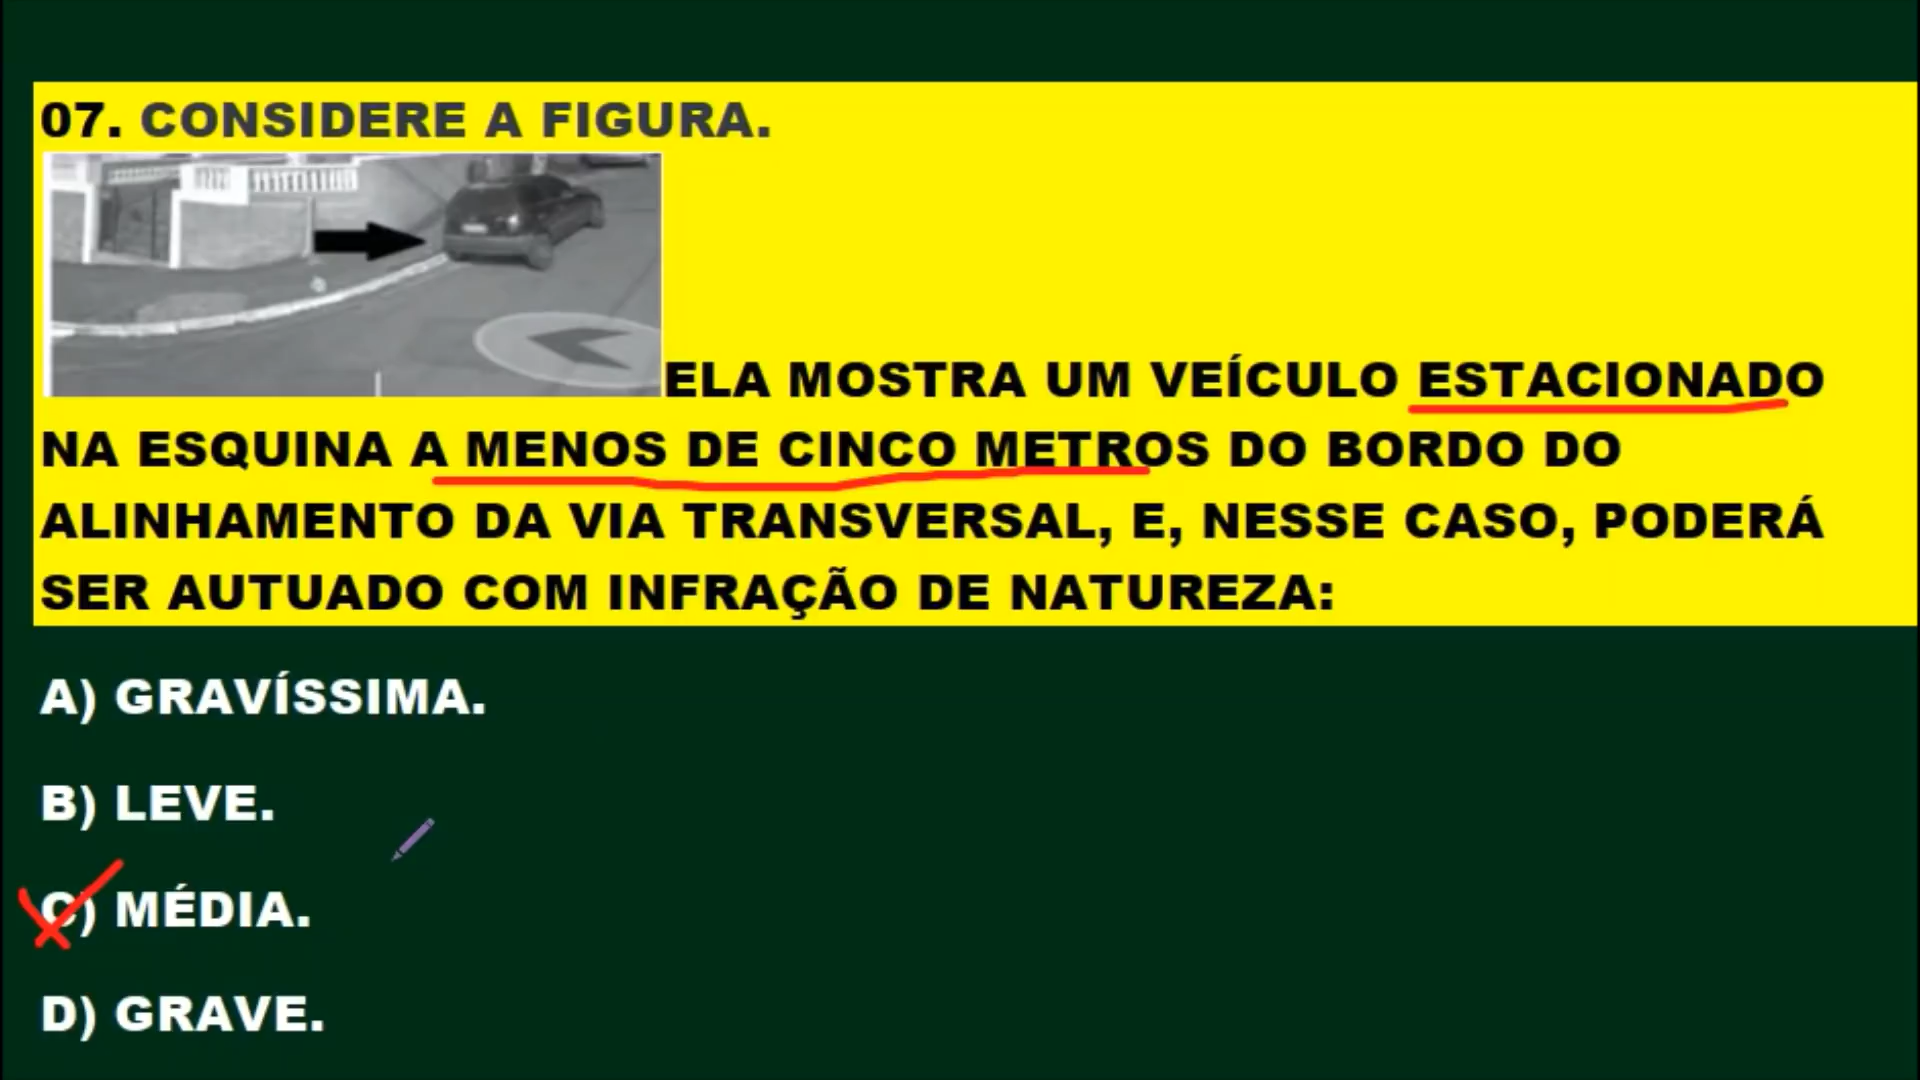 07. CONSIDERE A FIGURA.
ELA MOSTRA UM VEÍCULO ESTACIONADO
NA ESQUINA A MENOS DE CINCO METROS DO BORDO DO
ALINHAMENTO DA VIA TRANSVERSAL, E, NESSE CASO, PODERÁ
SER AUTUADO COM INFRAÇÃO DE NATUREZA:
A) GRAVÍSSIMA.
B) LEVE.
C) MÉDIA.
D) GRAVE.